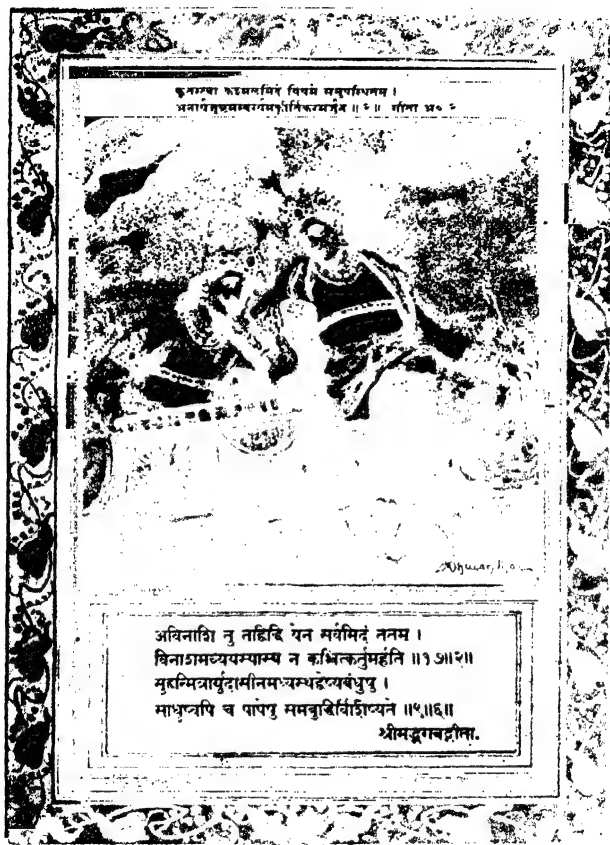 कुतस्त्वा कश्मलमिदं विषमे समुपस्थितम ।
अनार्यजुष्टमस्वर्ग्यमकीर्तिकरमर्जुन ॥ २॥ गीता अ० २
अविनाशि तु तद्विद्धि येन सर्वमिदं ततम ।
विनाशमव्ययस्यास्य न कश्चित्कर्तुमर्हति ॥१७॥२॥
सुहृन्मित्रार्युदासीनमध्यस्थद्वेष्यबंधुषु ।
साधुष्वपि च पापेषु समबुद्धिर्विशिष्यते ॥९॥६॥
श्रीमद्भगवद्गीता.